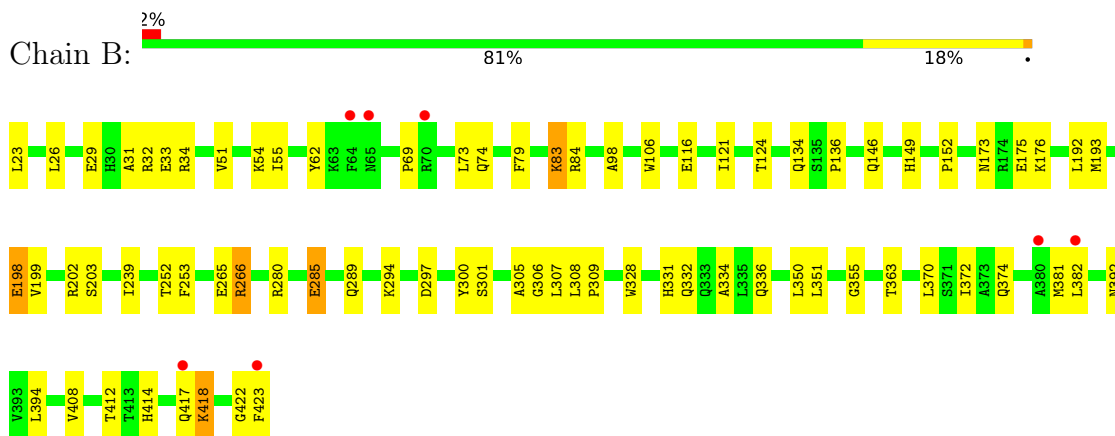 2%
Chain B:
81% 18% •
L23 L26 E29 H30 A31 R32 E33 R34 V51 K54 I55 Y62 K63 F64 N65 P69 R70 L73 Q74 F79 K83 R84 A98 W106 E116 I121 T124 Q134 S135 P136 Q146 H149 P152 N173 R174 E175 K176 L192 M193
E198 V199 R202 S203 I239 T252 F253 E265 R266 R280 E285 Q289 K294 D297 Y300 S301 A305 G306 L307 L308 P309 W328 H331 Q332 Q333 A334 L335 Q336 L350 L351 G355 T363 L370 S371 I372 A373 Q374 A380 M381 L382
V393 L394 V408 T412 T413 H414 Q417 K418 G422 F423